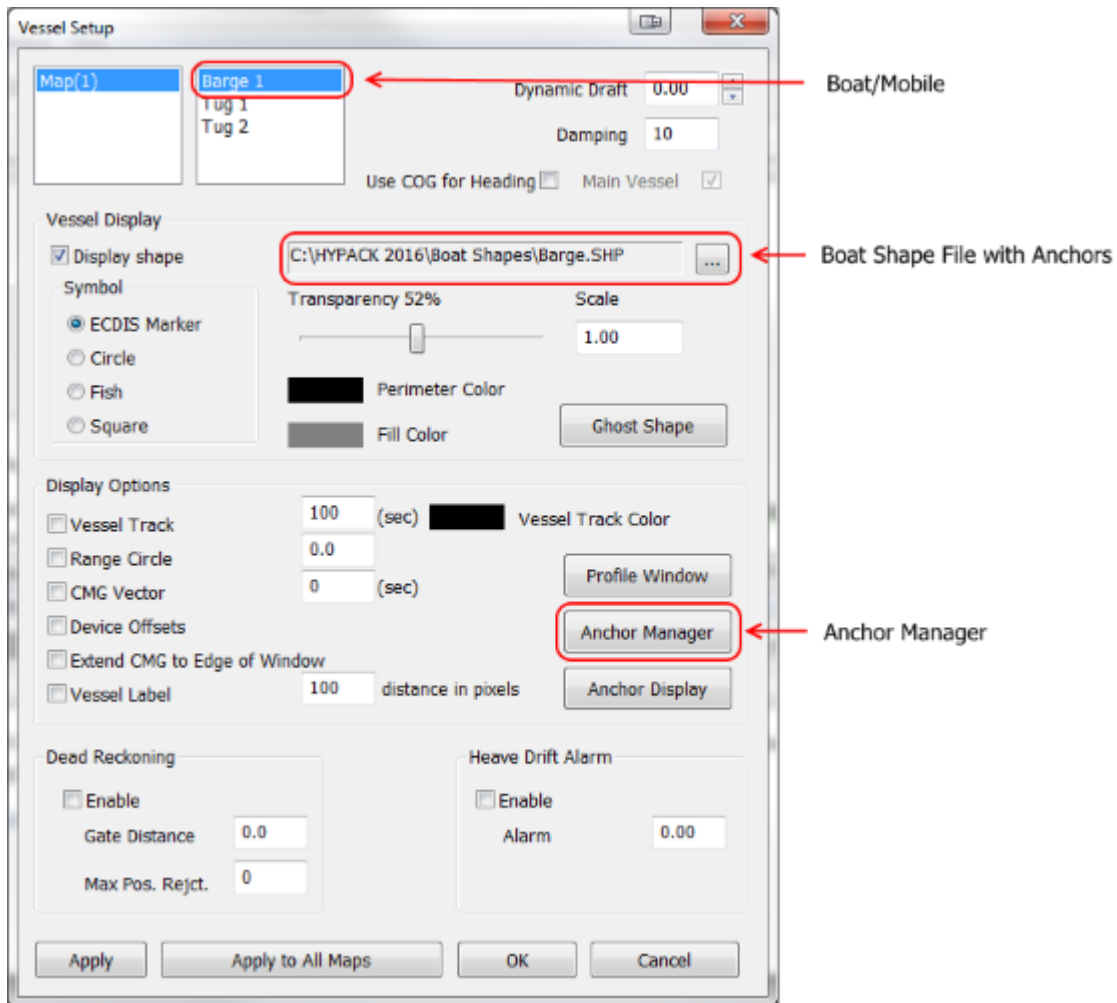 Vessel Setup
Map(1)
Barge 1
Tug 1
Tug 2
Boat/Mobile
Dynamic Draft 0.00
Damping 10
Use COG for Heading Main Vessel
Vessel Display
Display shape
C:\HYPACK 2016\Boat Shapes\Barge.SHP ...
Boat Shape File with Anchors
Symbol
ECDIS Marker
Circle
Fish
Square
Transparency 52%
Scale
1.00
Perimeter Color
Fill Color
Ghost Shape
Display Options
Vessel Track 100 (sec) Vessel Track Color
Range Circle 0.0
CMG Vector 0 (sec)
Device Offsets
Extend CMG to Edge of Window
Vessel Label 100 distance in pixels
Profile Window
Anchor Manager
Anchor Manager
Anchor Display
Dead Reckoning
Enable
Gate Distance 0.0
Max Pos. Rejct. 0
Heave Drift Alarm
Enable
Alarm 0.00
Apply
Apply to All Maps
OK
Cancel